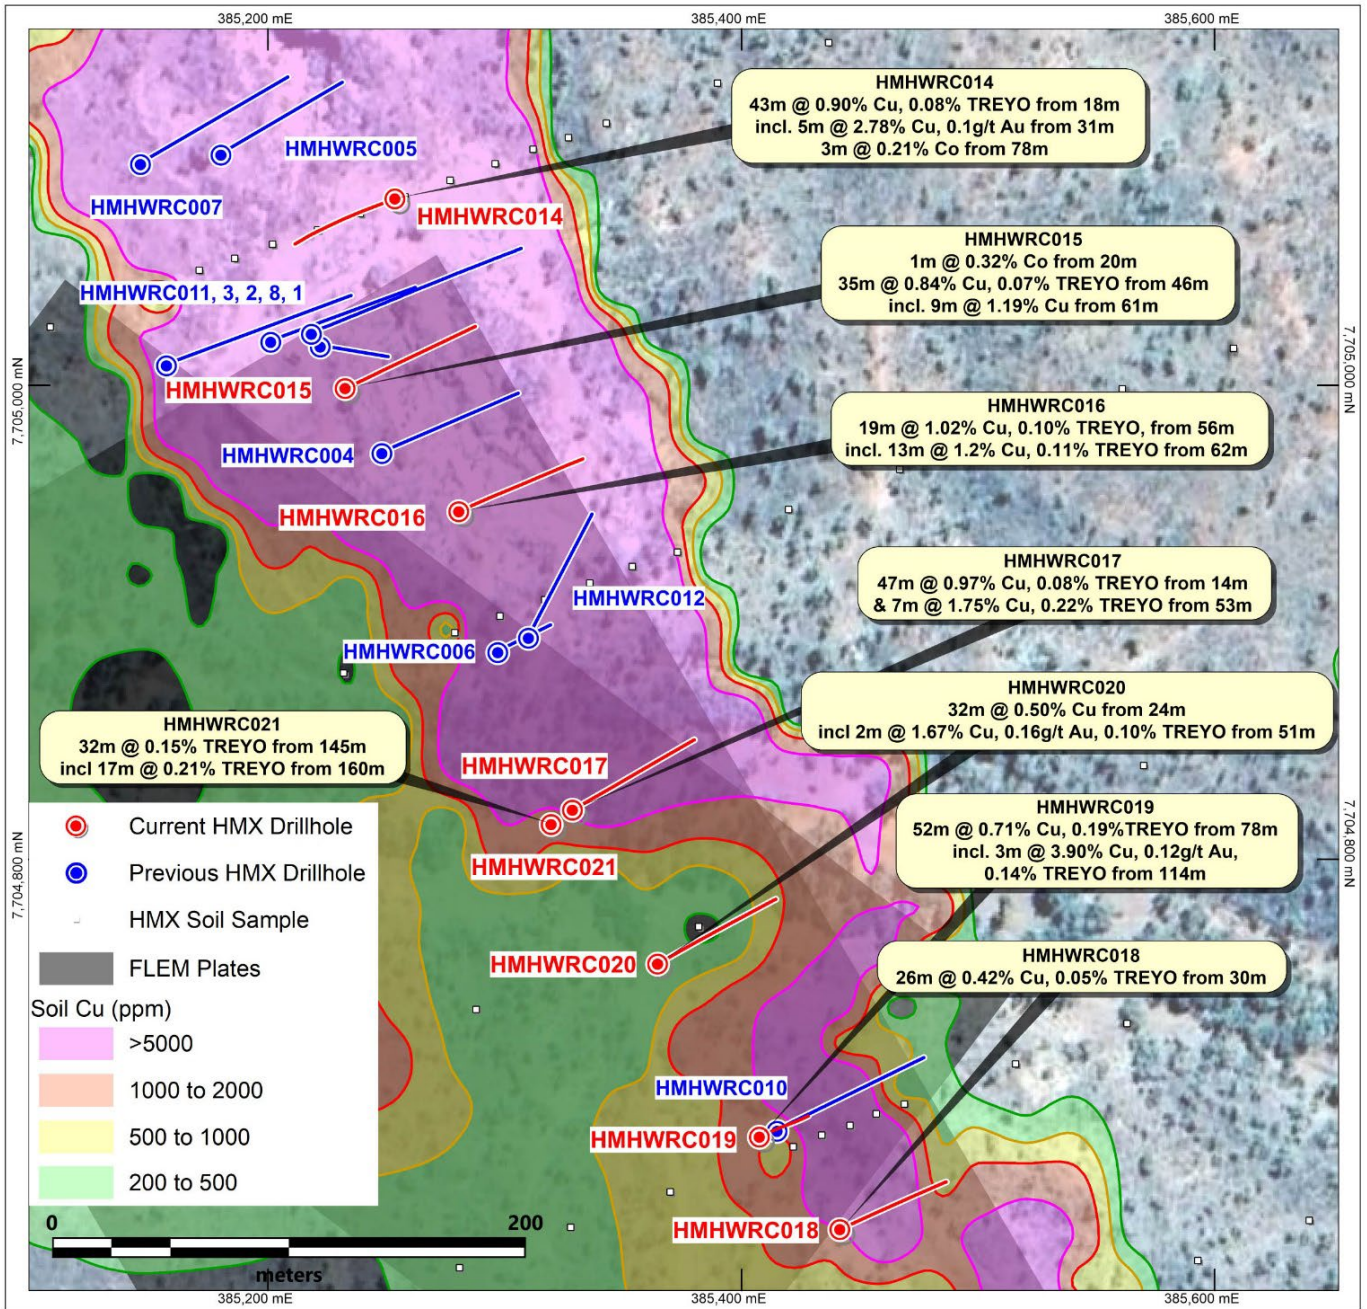 385,200 mE
385,400 mE
385,600 mE
HMHWRC014
43m @ 0.90% Cu, 0.08% TREYO from 18m
incl. 5m @ 2.78% Cu, 0.1g/t Au from 31m
3m @ 0.21% Co from 78m
HMHWRC005
HMHWRC007
HMHWRC014
HMHWRC015
1m @ 0.32% Co from 20m
35m @ 0.84% Cu, 0.07% TREYO from 46m
incl. 9m @ 1.19% Cu from 61m
HMHWRC011, 3, 2, 8, 1
7,705,000 mN
7,705,000 mN
HMHWRC015
HMHWRC016
19m @ 1.02% Cu, 0.10% TREYO, from 56m
incl. 13m @ 1.2% Cu, 0.11% TREYO from 62m
HMHWRC004
HMHWRC016
HMHWRC017
47m @ 0.97% Cu, 0.08% TREYO from 14m
& 7m @ 1.75% Cu, 0.22% TREYO from 53m
HMHWRC012
HMHWRC006
HMHWRC020
32m @ 0.50% Cu from 24m
incl 2m @ 1.67% Cu, 0.16g/t Au, 0.10% TREYO from 51m
HMHWRC021
32m @ 0.15% TREYO from 145m
incl 17m @ 0.21% TREYO from 160m
HMHWRC017
HMHWRC019
52m @ 0.71% Cu, 0.19%TREYO from 78m
incl. 3m @ 3.90% Cu, 0.12g/t Au,
0.14% TREYO from 114m
7,704,800 mN
7,704,800 mN
HMHWRC021
HMHWRC020
HMHWRC018
26m @ 0.42% Cu, 0.05% TREYO from 30m
HMHWRC010
HMHWRC019
HMHWRC018
Current HMX Drillhole
Previous HMX Drillhole
HMX Soil Sample
FLEM Plates
Soil Cu (ppm)
>5000
1000 to 2000
500 to 1000
200 to 500
0
200
meters
385,200 mE
385,400 mE
385,600 mE